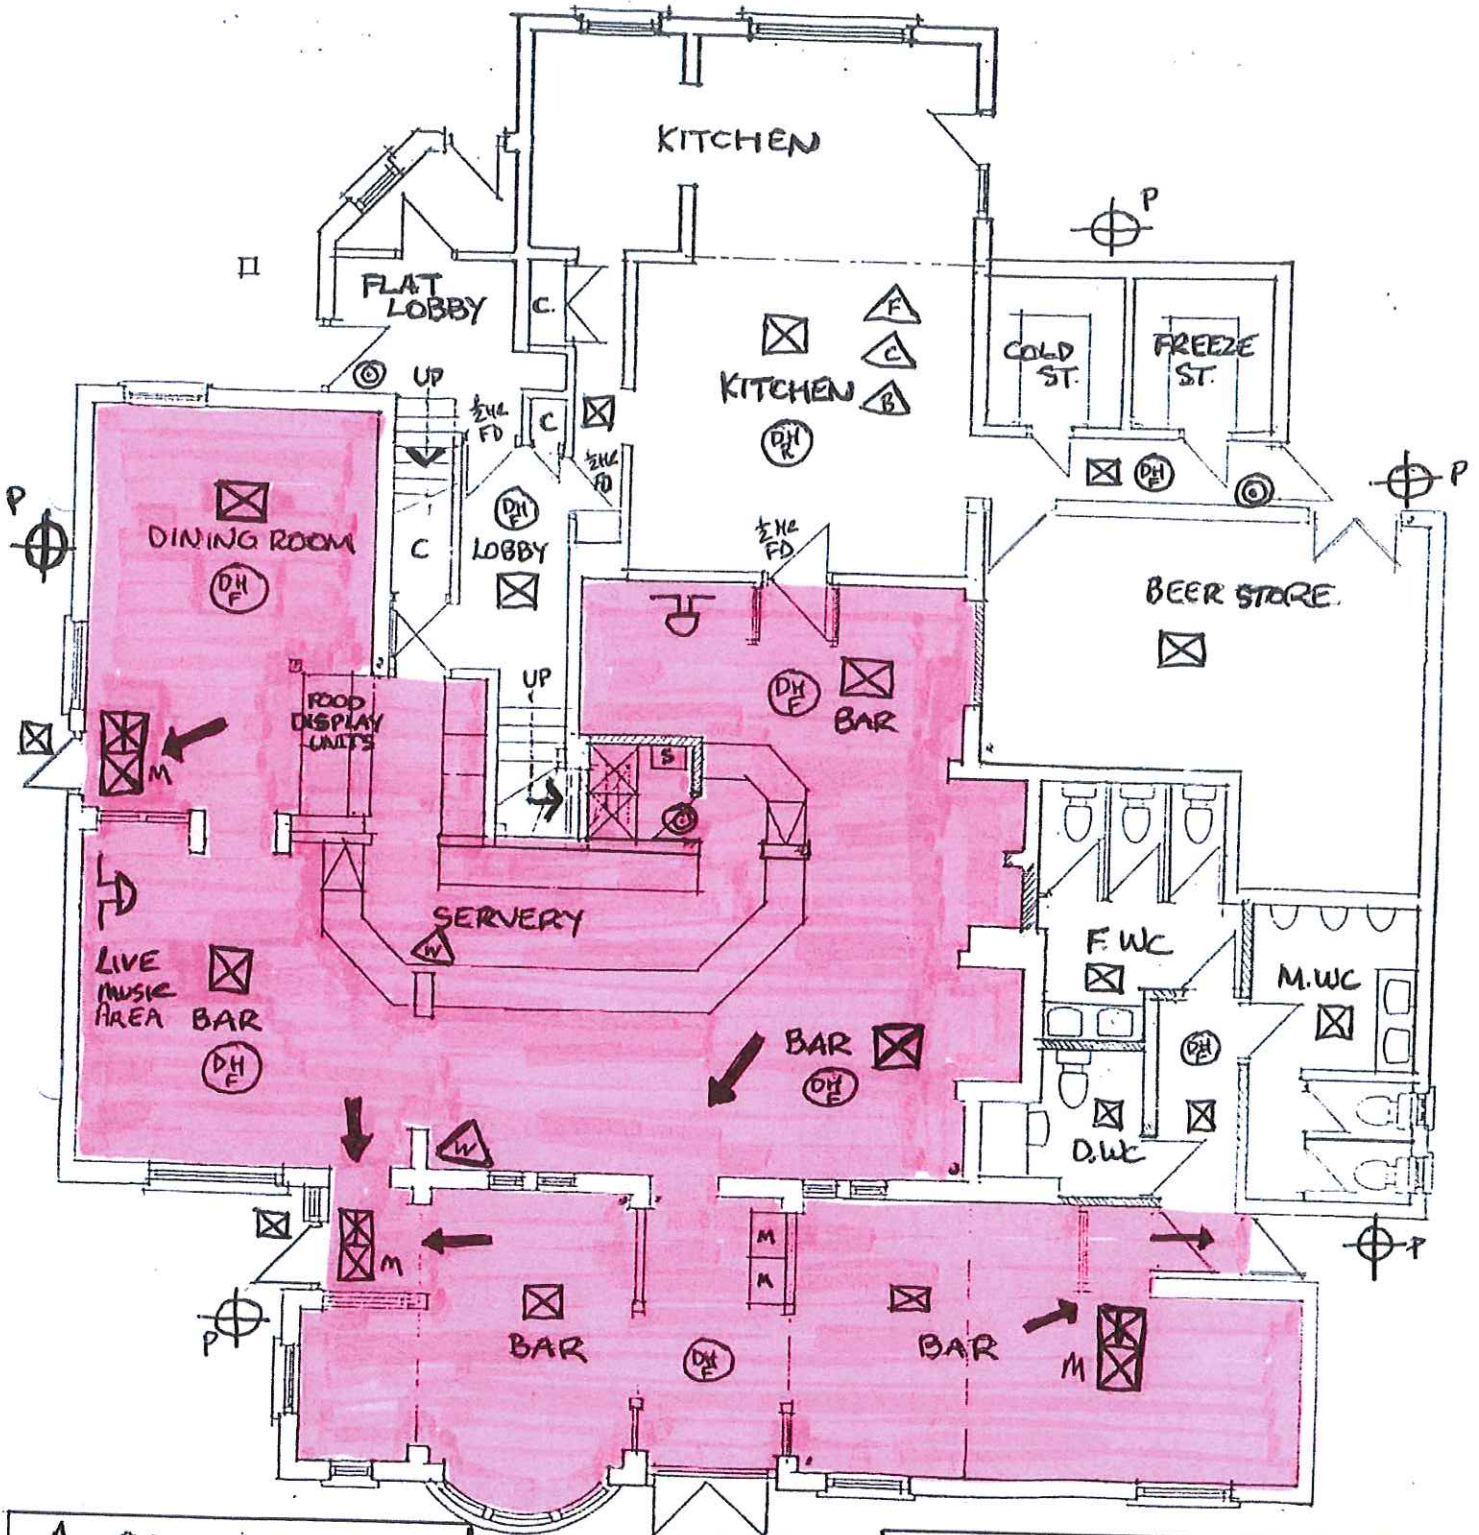 KITCHEN
P
FLAT
LOBBY
C.
F
C
B
COLD
ST.
FREEZE
ST.
KITCHEN
UP
½HR
FD
C
½HR
FD
DH
K
DH
F
P
P
DINING ROOM
DH
F
C
DH
F
LOBBY
½HR
FD
BEER STORE.
UP
FOOD
DISPLAY
UNITS
DH
F
BAR
S
M
SERVERY
W
LIVE
MUSIC
AREA
BAR
DH
F
F. WC
M. WC
BAR
DH
F
DH
F
W
D. WC
M
M
M
P
P
BAR
DH
F
BAR
M